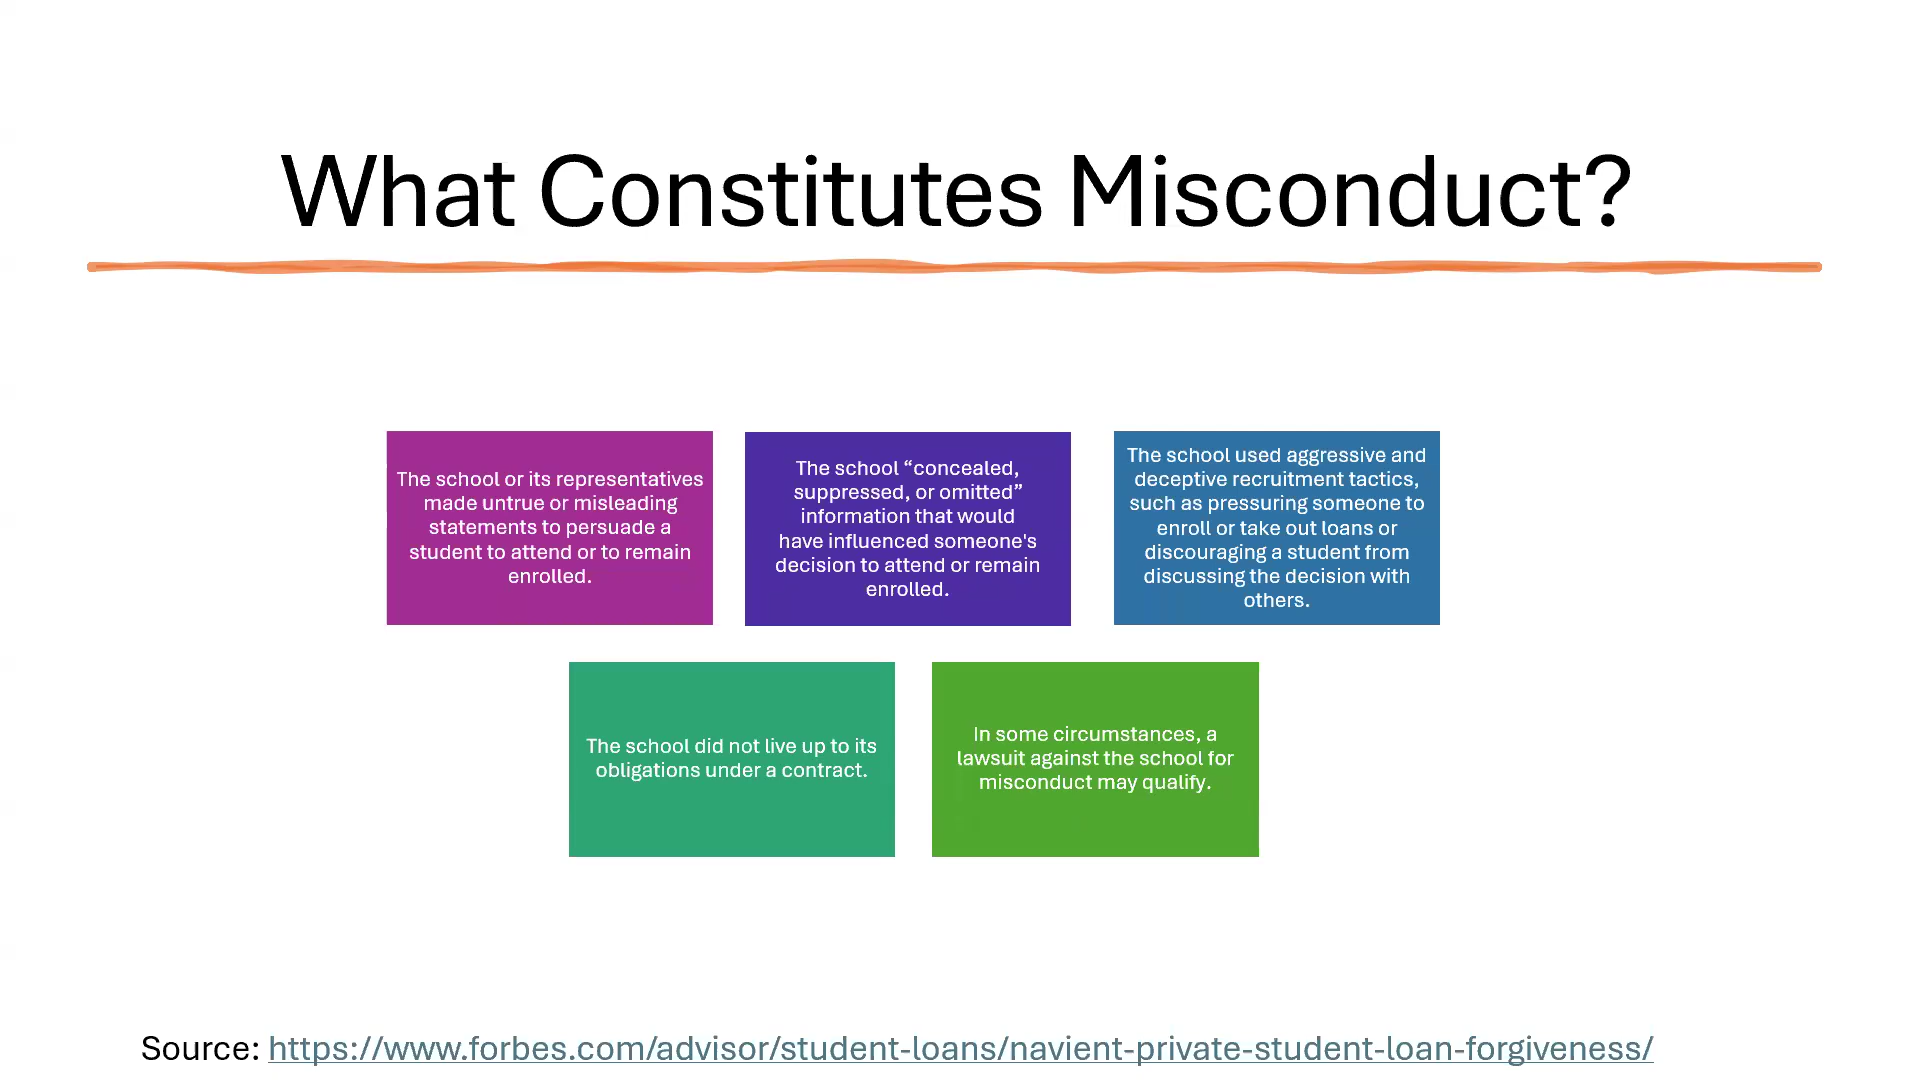 What Constitutes Misconduct?
The school or its representatives
made untrue or misleading
statements to persuade a
student to attend or to remain
enrolled.
The school “concealed,
suppressed, or omitted”
information that would
have influenced someone's
decision to attend or remain
enrolled.
The school used aggressive and
deceptive recruitment tactics,
such as pressuring someone to
enroll or take out loans or
discouraging a student from
discussing the decision with
others.
The school did not live up to its
obligations under a contract.
In some circumstances, a
lawsuit against the school for
misconduct may qualify.
Source: https://www.forbes.com/advisor/student-loans/navient-private-student-loan-forgiveness/